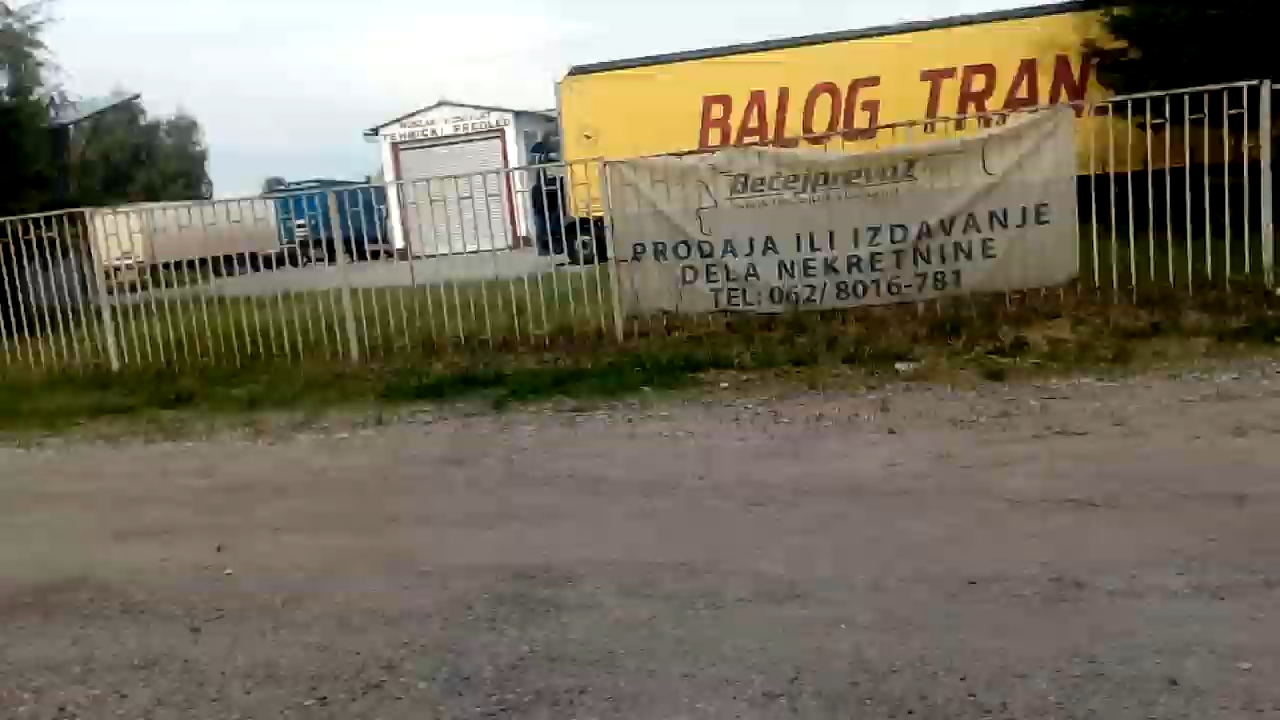 BALOG TRAN
TEHNIČKI PREGLED
Bečejprevoz
PRODAJA ILI IZDAVANJE
DELA NEKRETNINE
TEL: 062/ 8016-781